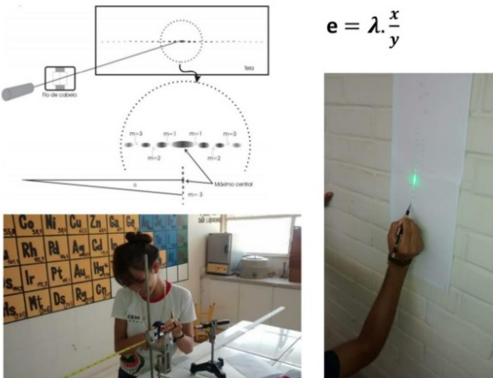 e = λ.x/y
tela
Fio de cabelo
m=3 m=1 m=1 m=3
m=2 m=2
Máximo central
m= 3
Co Ni Cu Zn Ga Ge
Rh Pd Ag Cd
Ir Pt Au Hg
Mt Ds Rg Cn